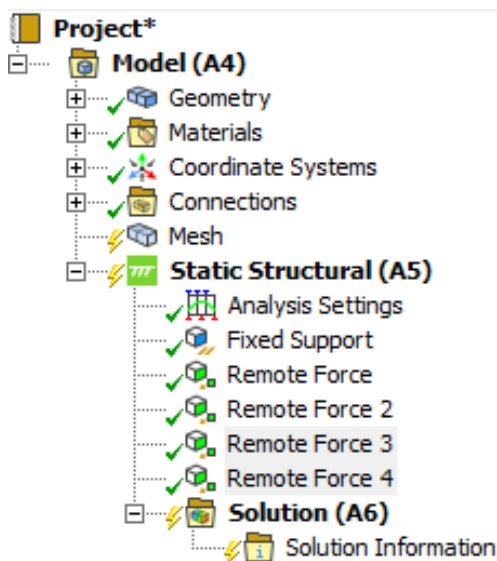 Project*
Model (A4)
Geometry
Materials
Coordinate Systems
Connections
Mesh
Static Structural (A5)
Analysis Settings
Fixed Support
Remote Force
Remote Force 2
Remote Force 3
Remote Force 4
Solution (A6)
Solution Information